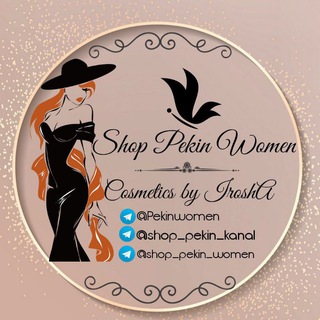 Shop Pekin Women
Cosmetics by IroshA
@Pekinwomen
@shop_pekin_kanal
@shop_pekin_women